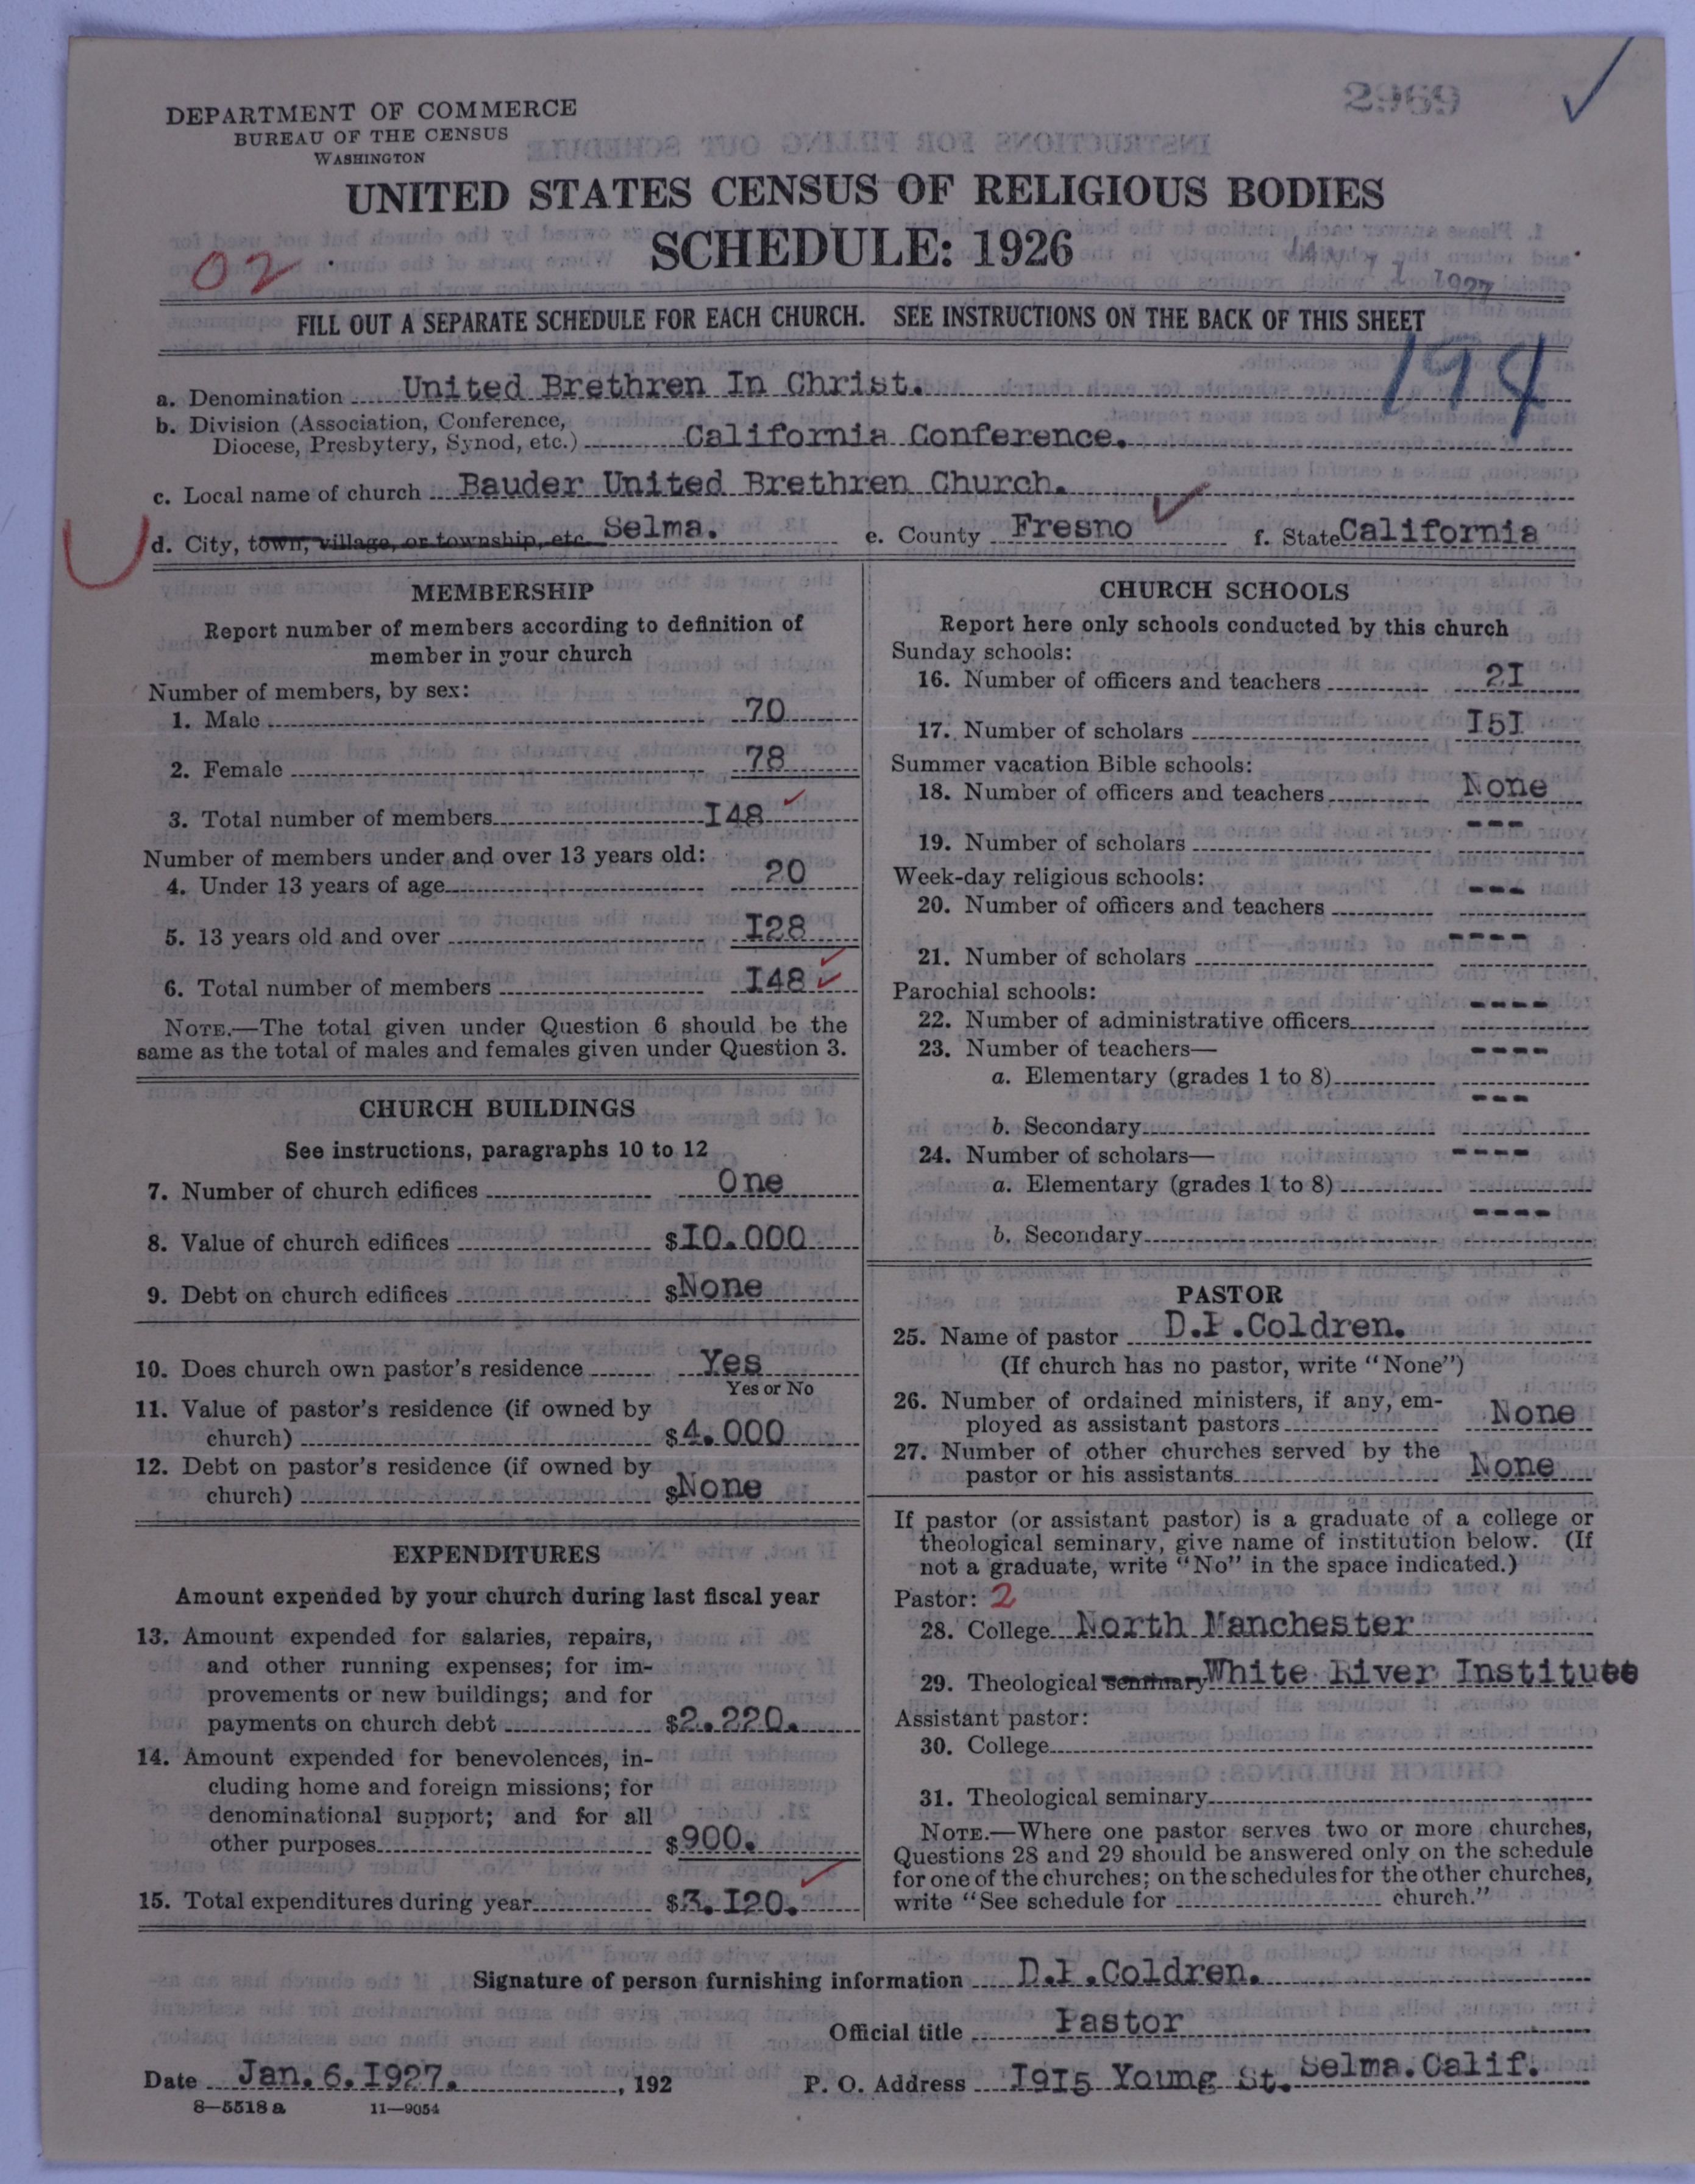 2969
DEPARTMENT OF COMMERCE
BUREAU OF THE CENSUS
WASHINGTON
UNITED STATES CENSUS OF RELIGIOUS BODIES
SCHEDULE: 1926
02
1 1927
FILL OUT A SEPARATE SCHEDULE FOR EACH CHURCH. SEE INSTRUCTIONS ON THE BACK OF THIS SHEET
194
a. Denomination United Brethren In Christ.
b. Division (Association, Conference,
Diocese, Presbytery, Synod, etc.) California Conference.
c. Local name of church Bauder United Brethren Church.
d. City, town, village, or township, etc. Selma. e. County Fresno f. State California
MEMBERSHIP
Report number of members according to definition of
member in your church
Number of members, by sex:
1. Male 70
2. Female 78
3. Total number of members I48
Number of members under and over 13 years old:
4. Under 13 years of age 20
5. 13 years old and over I28
6. Total number of members I48
NOTE.—The total given under Question 6 should be the
same as the total of males and females given under Question 3.
CHURCH BUILDINGS
See instructions, paragraphs 10 to 12
7. Number of church edifices One
8. Value of church edifices $I0.000
9. Debt on church edifices $None
10. Does church own pastor's residence Yes
Yes or No
11. Value of pastor's residence (if owned by
church) $4.000
12. Debt on pastor's residence (if owned by
church) $None
EXPENDITURES
Amount expended by your church during last fiscal year
13. Amount expended for salaries, repairs,
and other running expenses; for im-
provements or new buildings; and for
payments on church debt $2.220.
14. Amount expended for benevolences, in-
cluding home and foreign missions; for
denominational support; and for all
other purposes $900.
15. Total expenditures during year $3.I20.
CHURCH SCHOOLS
Report here only schools conducted by this church
Sunday schools:
16. Number of officers and teachers 2I
17. Number of scholars I5I
Summer vacation Bible schools:
18. Number of officers and teachers None
19. Number of scholars ---
Week-day religious schools:
20. Number of officers and teachers ---
21. Number of scholars ----
Parochial schools:
22. Number of administrative officers ----
23. Number of teachers—
a. Elementary (grades 1 to 8) ----
b. Secondary ---
24. Number of scholars—
a. Elementary (grades 1 to 8) ----
b. Secondary ----
PASTOR
25. Name of pastor D.P.Coldren.
(If church has no pastor, write "None")
26. Number of ordained ministers, if any, em-
ployed as assistant pastors None
27. Number of other churches served by the
pastor or his assistants None
If pastor (or assistant pastor) is a graduate of a college or
theological seminary, give name of institution below. (If
not a graduate, write "No" in the space indicated.)
Pastor: 2
28. College North Manchester
29. Theological seminary White River Institute
Assistant pastor:
30. College
31. Theological seminary
NOTE.—Where one pastor serves two or more churches,
Questions 28 and 29 should be answered only on the schedule
for one of the churches; on the schedules for the other churches,
write "See schedule for church."
Signature of person furnishing information D.P.Coldren.
Official title Pastor
Date Jan. 6. I927. , 192 P. O. Address I9I5 Young St. Selma. Calif.
8—5518 a 11—9054